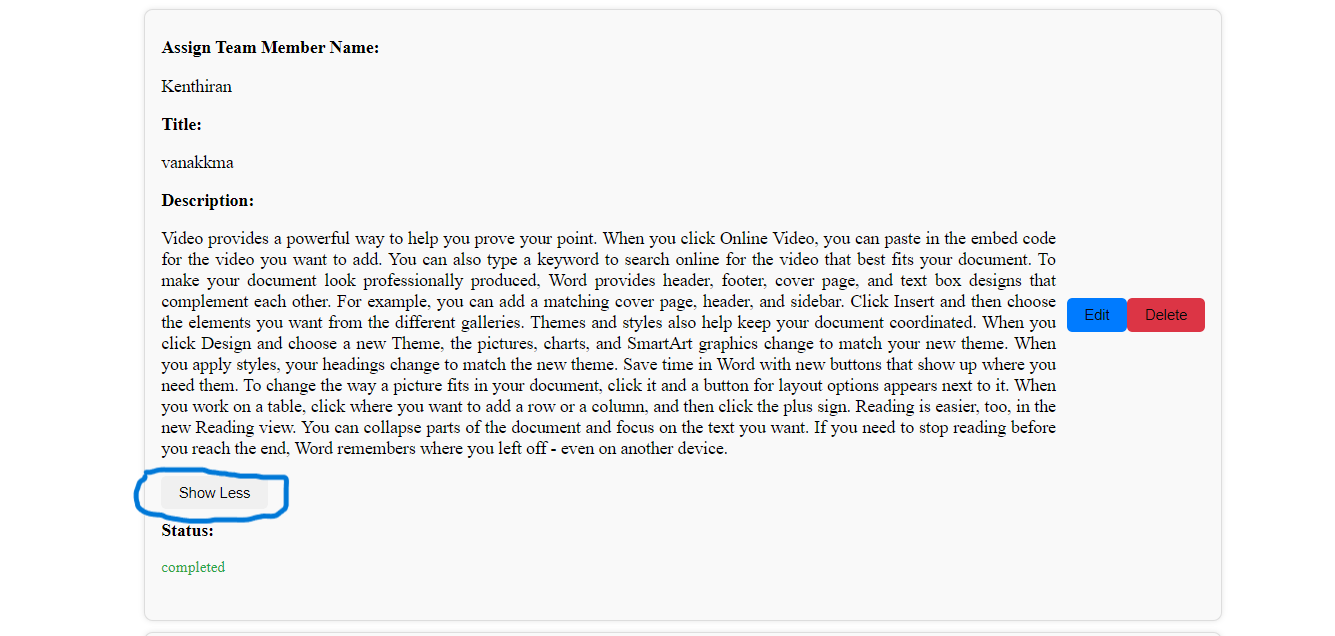 Assign Team Member Name:
Kenthiran
Title:
vanakkma
Description:
Video provides a powerful way to help you prove your point. When you click Online Video, you can paste in the embed code
for the video you want to add. You can also type a keyword to search online for the video that best fits your document. To
make your document look professionally produced, Word provides header, footer, cover page, and text box designs that
complement each other. For example, you can add a matching cover page, header, and sidebar. Click Insert and then choose
the elements you want from the different galleries. Themes and styles also help keep your document coordinated. When you
click Design and choose a new Theme, the pictures, charts, and SmartArt graphics change to match your new theme. When
you apply styles, your headings change to match the new theme. Save time in Word with new buttons that show up where you
need them. To change the way a picture fits in your document, click it and a button for layout options appears next to it. When
you work on a table, click where you want to add a row or a column, and then click the plus sign. Reading is easier, too, in the
new Reading view. You can collapse parts of the document and focus on the text you want. If you need to stop reading before
you reach the end, Word remembers where you left off - even on another device.
Edit Delete
Show Less
Status:
completed